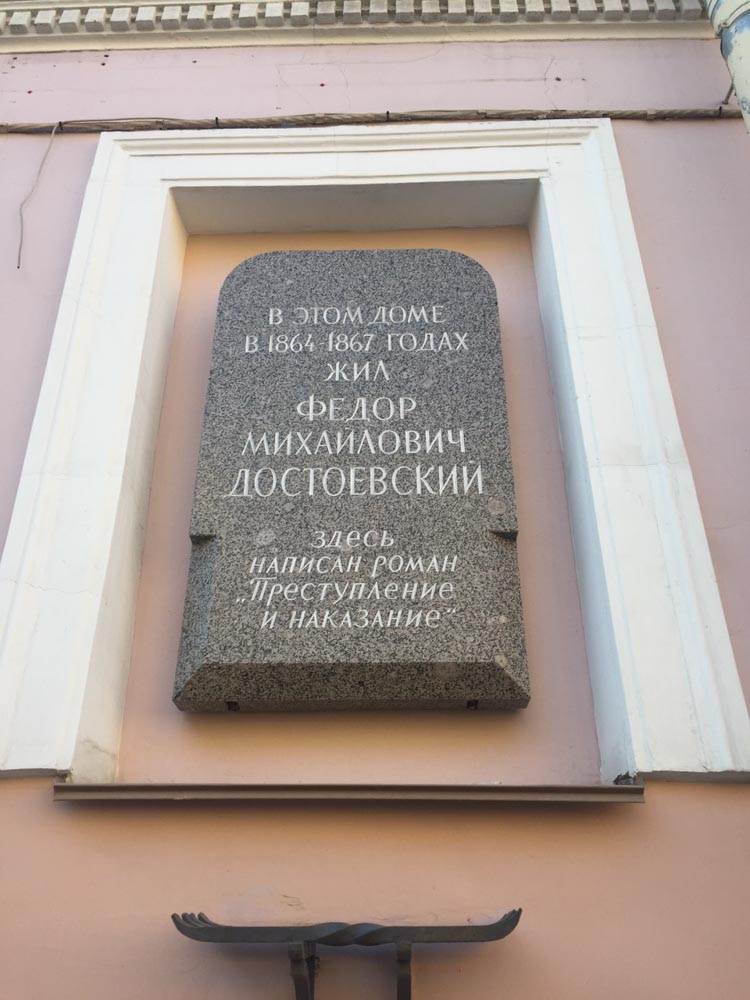 В ЭТОМ ДОМЕ
В 1864-1867 ГОДАХ
ЖИЛ
ФЕДОР
МИХАЙЛОВИЧ
ДОСТОЕВСКИЙ
ЗДЕСЬ
НАПИСАН РОМАН
„ПРЕСТУПЛЕНИЕ
И НАКАЗАНИЕ“